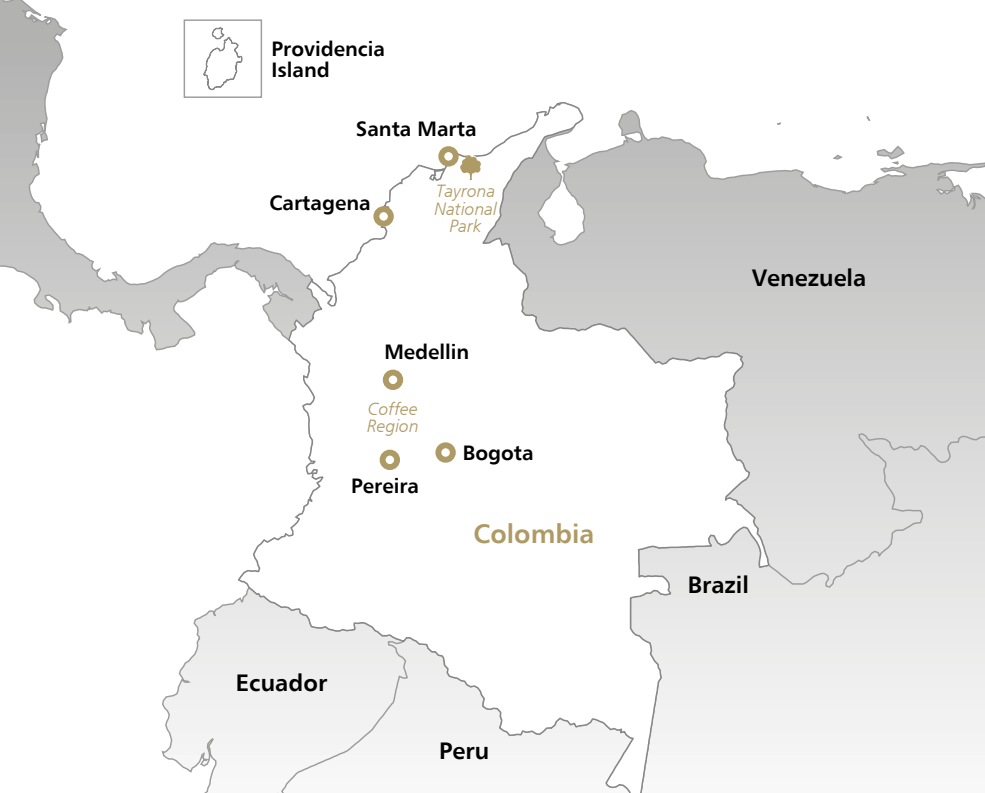 Providencia
Island
Santa Marta
Tayrona
National
Park
Cartagena
Venezuela
Medellin
Coffee
Region
Bogota
Pereira
Colombia
Brazil
Ecuador
Peru